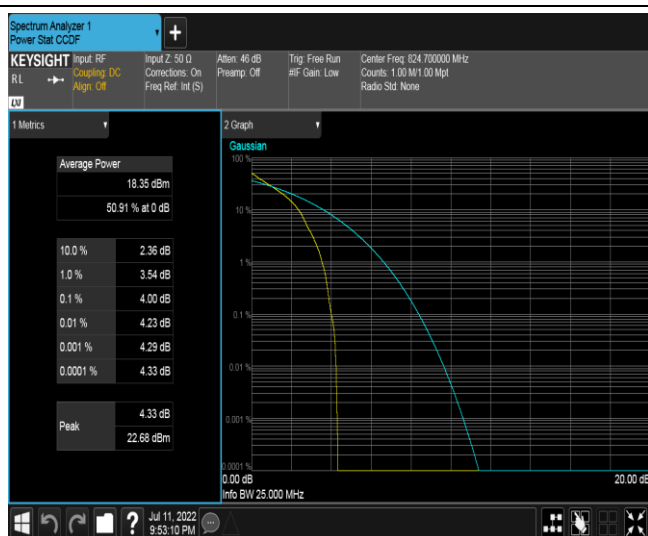 Spectrum Analyzer 1
Power Stat CCDF
+
KEYSIGHT
RL
LXI
Input: RF
Coupling: DC
Align: Off
Input Z: 50 Ω
Corrections: On
Freq Ref: Int (S)
Atten: 46 dB
Preamp: Off
Trig: Free Run
#IF Gain: Low
Center Freq: 824.700000 MHz
Counts: 1.00 M/1.00 Mpt
Radio Std: None
1 Metrics
Average Power
18.35 dBm
50.91 % at 0 dB
10.0 % 2.36 dB
1.0 % 3.54 dB
0.1 % 4.00 dB
0.01 % 4.23 dB
0.001 % 4.29 dB
0.0001 % 4.33 dB
Peak
4.33 dB
22.68 dBm
2 Graph
Gaussian
100 %
10 %
1 %
0.1 %
0.01 %
0.001 %
0.0001 %
0.00 dB 20.00 dB
Info BW 25.000 MHz
?
Jul 11, 2022
9:53:10 PM